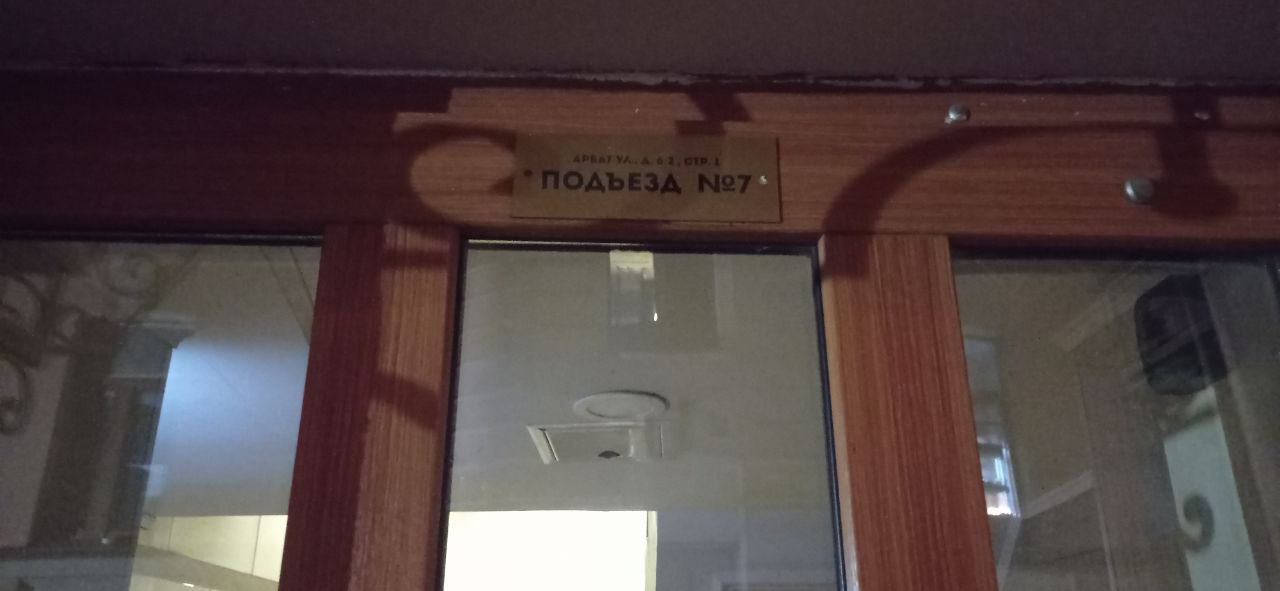 АРБАТ УЛ., Д. 6/2, СТР. 1
ПОДЪЕЗД №7